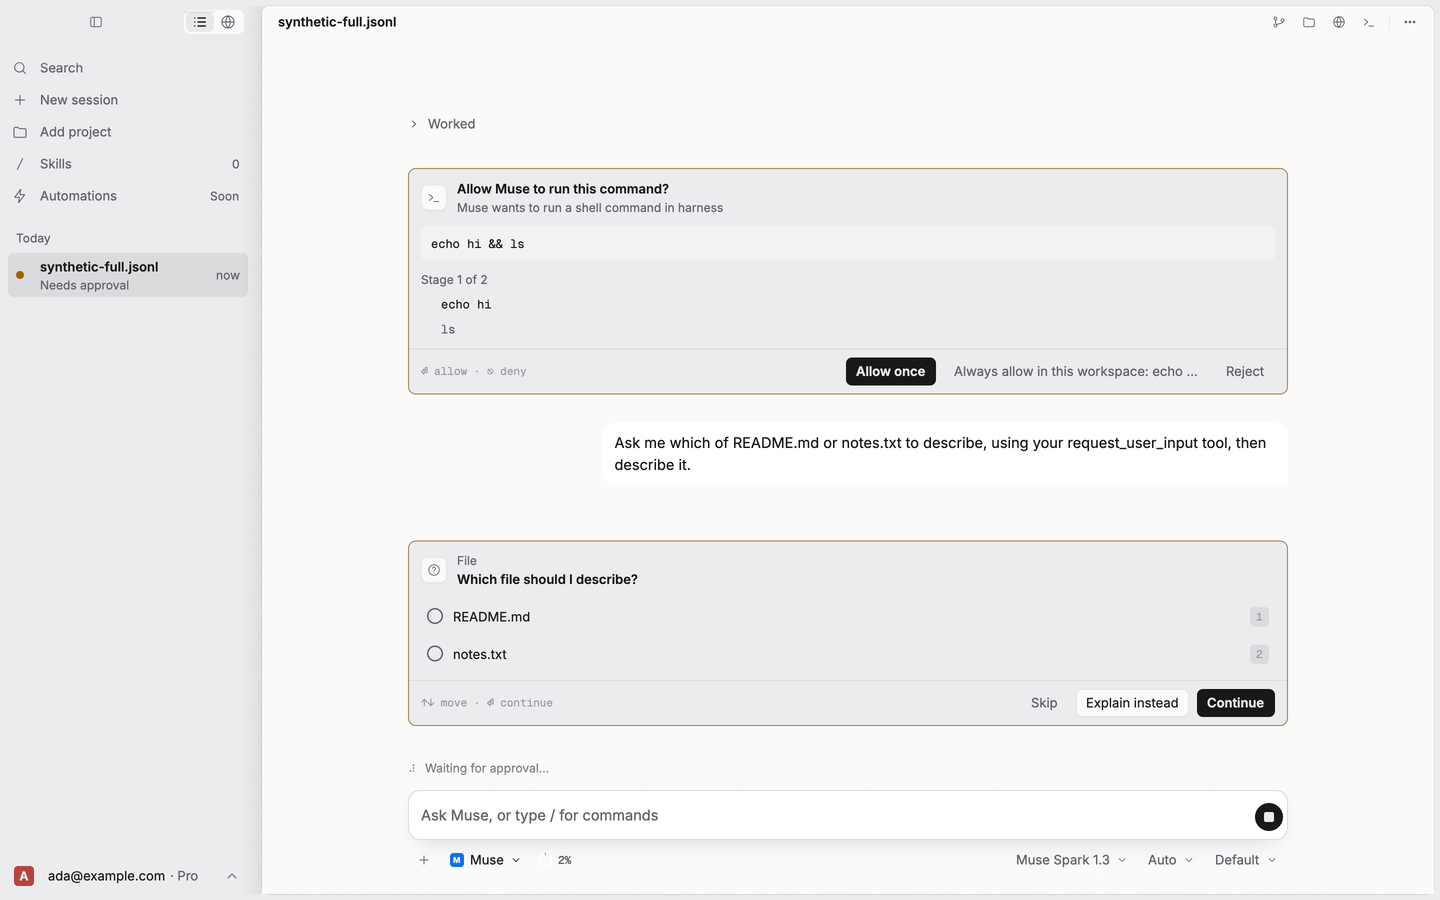 synthetic-full.jsonl
Search
New session
Add project
Skills 0
Automations Soon
Today
synthetic-full.jsonl now
Needs approval
Worked
Allow Muse to run this command?
Muse wants to run a shell command in harness
echo hi && ls
Stage 1 of 2
echo hi
ls
allow · deny
Allow once
Always allow in this workspace: echo ...
Reject
Ask me which of README.md or notes.txt to describe, using your request_user_input tool, then
describe it.
File
Which file should I describe?
README.md 1
notes.txt 2
move · continue
Skip
Explain instead
Continue
Waiting for approval...
Ask Muse, or type / for commands
M Muse 2%
Muse Spark 1.3 Auto Default
A ada@example.com · Pro